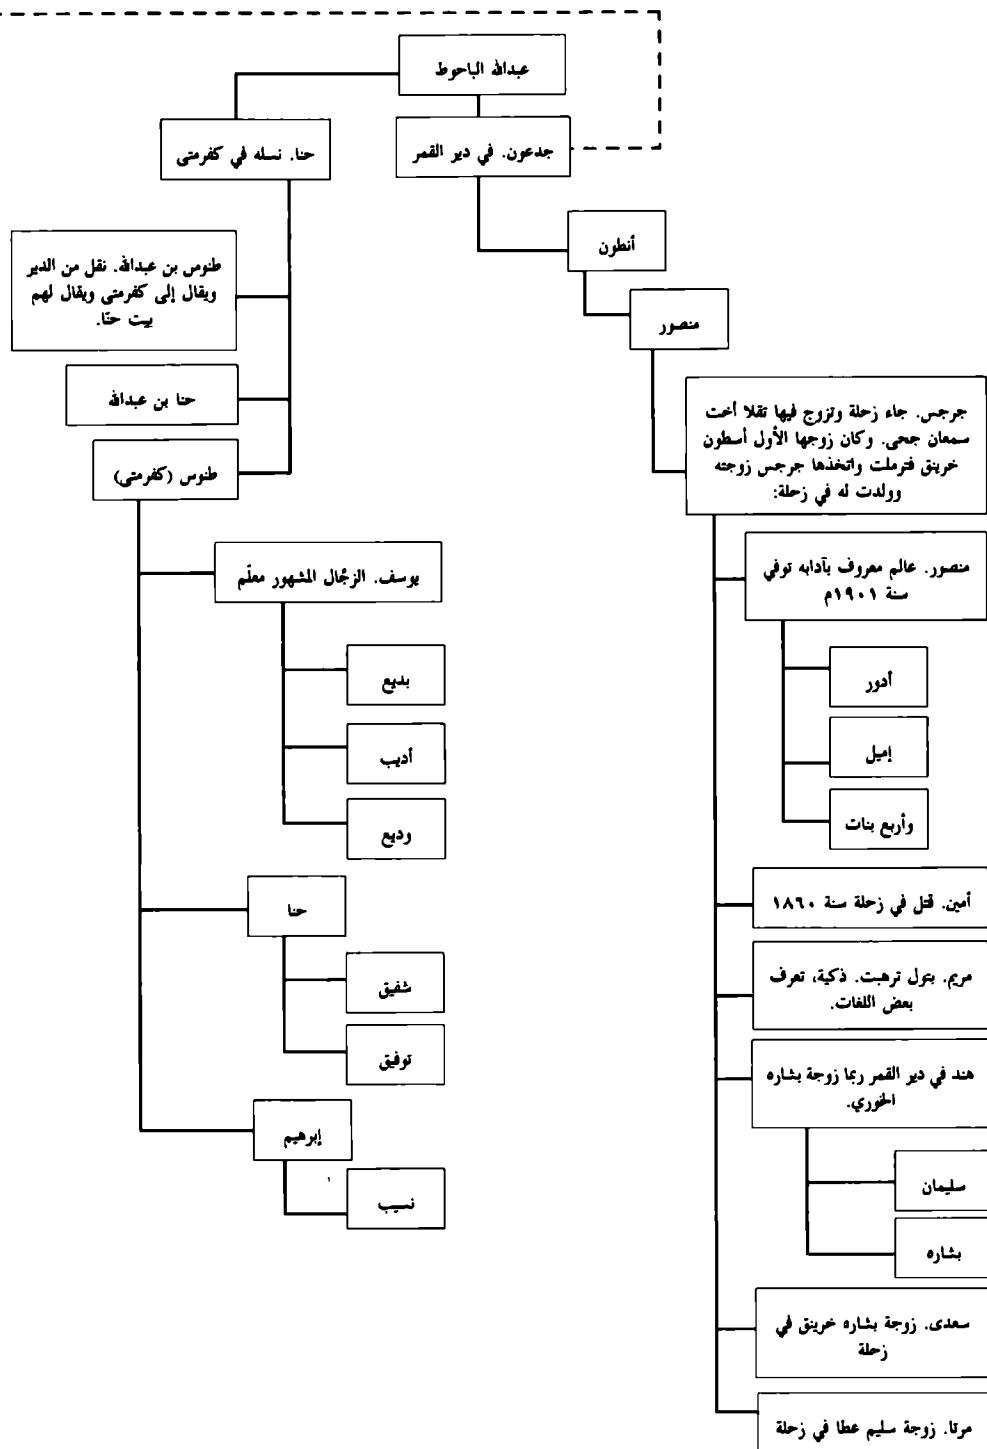 عبدالله الباحوط
جدعون. في دير القمر
حنا. نسله في كفرمتى
أنطون
منصور
جرجس. جاء زحلة وتزوج فيها تقلا أخت
سمعان جحى. وكان زوجها الأول أسطون
خرينق فترملت واتخذها جرجس زوجته
وولدت له في زحلة:
منصور. عالم معروف بآدابه توفي
سنة ١٩٠١م
أدور
إميل
وأربع بنات
أمين. قتل في زحلة سنة ١٨٦٠
مريم. بتول ترهبت. ذكية، تعرف
بعض اللغات.
هند في دير القمر ربما زوجة بشاره
الخوري.
سليمان
بشاره
سعدى. زوجة بشاره خرينق في
زحلة
مرتا. زوجة سليم عطا في زحلة
طنوس بن عبدالله. نقل من الدير
ويقال إلى كفرمتى ويقال لهم
بيت حنّا.
حنا بن عبدالله
طنوس (كفرمتى)
يوسف. الزجّال المشهور معلّم
بديع
أديب
وديع
حنا
شفيق
توفيق
إبرهيم
نسيب